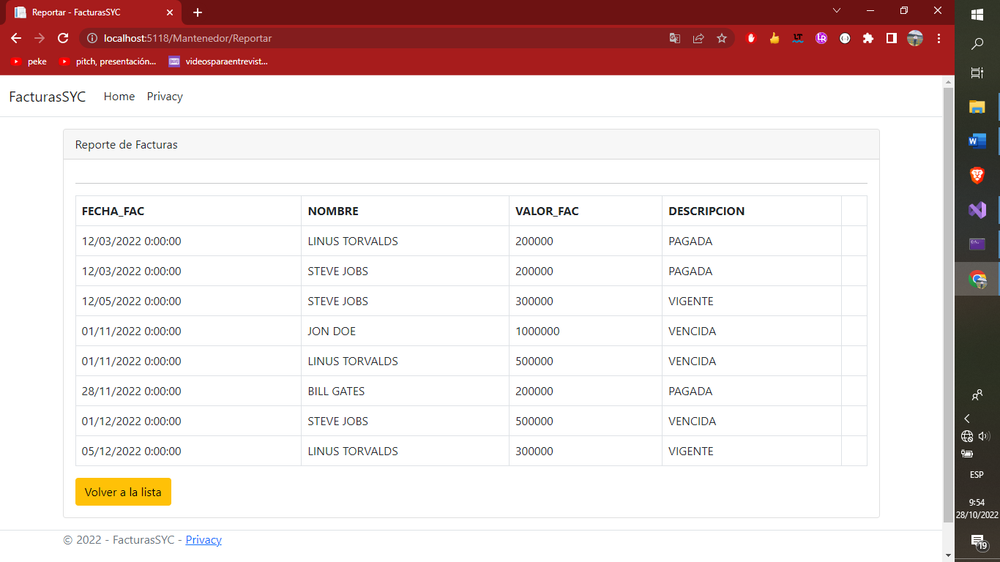 Reportar - FacturasSYC
localhost:5118/Mantenedor/Reportar
peke pitch, presentación... videosparaentrevist...
FacturasSYC Home Privacy
Reporte de Facturas
FECHA_FAC NOMBRE VALOR_FAC DESCRIPCION
12/03/2022 0:00:00 LINUS TORVALDS 200000 PAGADA
12/03/2022 0:00:00 STEVE JOBS 200000 PAGADA
12/05/2022 0:00:00 STEVE JOBS 300000 VIGENTE
01/11/2022 0:00:00 JON DOE 1000000 VENCIDA
01/11/2022 0:00:00 LINUS TORVALDS 500000 VENCIDA
28/11/2022 0:00:00 BILL GATES 200000 PAGADA
01/12/2022 0:00:00 STEVE JOBS 500000 VENCIDA
05/12/2022 0:00:00 LINUS TORVALDS 300000 VIGENTE
Volver a la lista
© 2022 - FacturasSYC - Privacy
ESP
9:54
28/10/2022
19